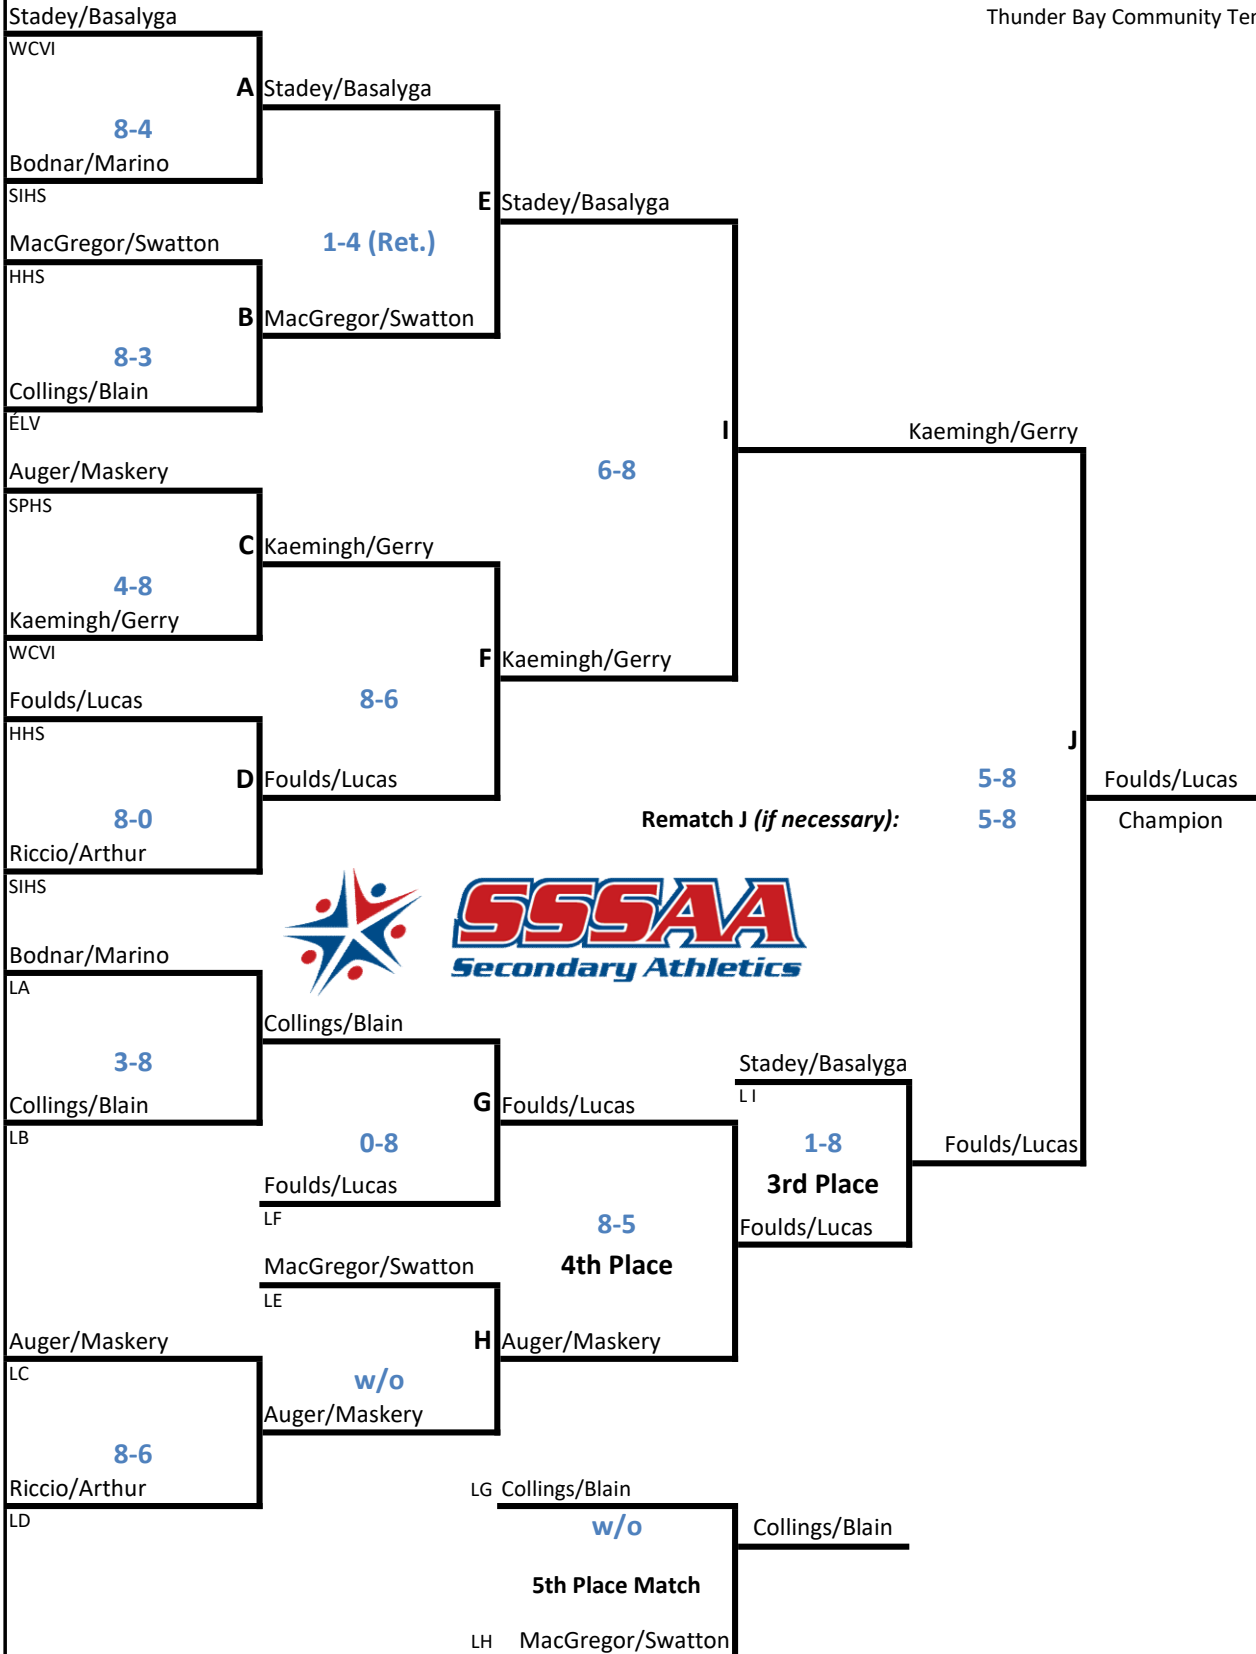 Stadey/Basalyga
Thunder Bay Community Ten
WCVI
A Stadey/Basalyga
8-4
Bodnar/Marino
SIHS
E Stadey/Basalyga
MacGregor/Swatton
1-4 (Ret.)
HHS
B MacGregor/Swatton
8-3
Collings/Blain
ÉLV
I
Kaemingh/Gerry
Auger/Maskery
6-8
SPHS
C Kaemingh/Gerry
4-8
Kaemingh/Gerry
WCVI
F Kaemingh/Gerry
Foulds/Lucas
8-6
HHS
J
D Foulds/Lucas
5-8
Foulds/Lucas
8-0
Rematch J (if necessary):
5-8
Champion
Riccio/Arthur
SIHS
SSSAA
Secondary Athletics
Bodnar/Marino
LA
Collings/Blain
3-8
Stadey/Basalyga
L I
Collings/Blain
G Foulds/Lucas
LB
0-8
1-8
Foulds/Lucas
Foulds/Lucas
3rd Place
LF
8-5
Foulds/Lucas
MacGregor/Swatton
4th Place
LE
Auger/Maskery
H Auger/Maskery
LC
w/o
Auger/Maskery
8-6
Riccio/Arthur
LG Collings/Blain
LD
w/o
Collings/Blain
5th Place Match
LH MacGregor/Swatton